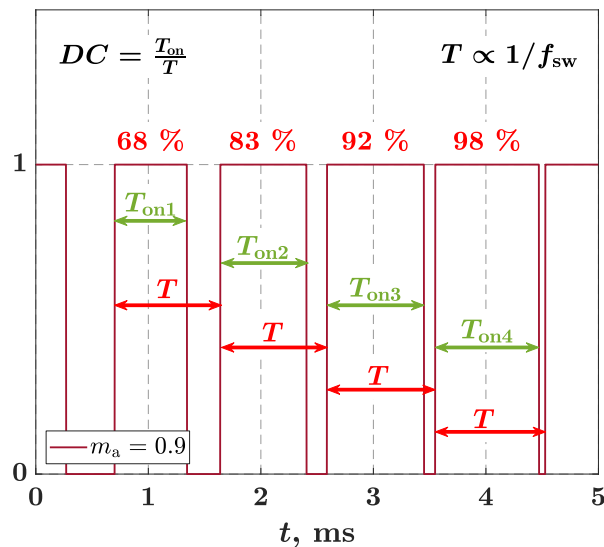 DC = T_on/T
T ∝ 1/f_sw
68 % 83 % 92 % 98 %
1
T_on1
T_on2
T_on3
T
T_on4
T
T
T
m_a = 0.9
0
0 1 2 3 4 5
t, ms